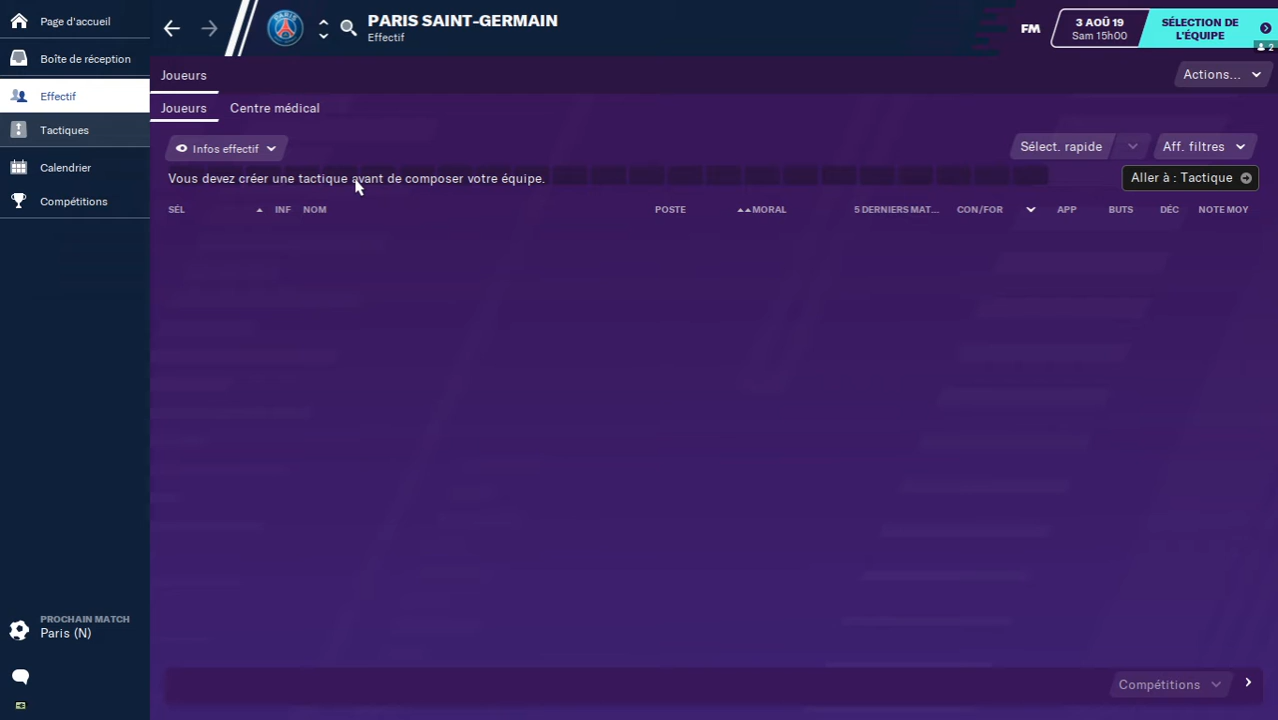 Page d'accueil
Boîte de réception
Effectif
Tactiques
Calendrier
Compétitions
PROCHAIN MATCH
Paris (N)
PARIS
PARIS SAINT-GERMAIN
Effectif
FM
3 AOÛ 19
Sam 15h00
SÉLECTION DE
L'ÉQUIPE
2
Joueurs
Actions...
Joueurs Centre médical
Infos effectif
Sélect. rapide
Aff. filtres
Vous devez créer une tactique avant de composer votre équipe.
Aller à : Tactique
SÉL INF NOM POSTE MORAL 5 DERNIERS MAT... CON/FOR APP BUTS DÉC NOTE MOY
Compétitions